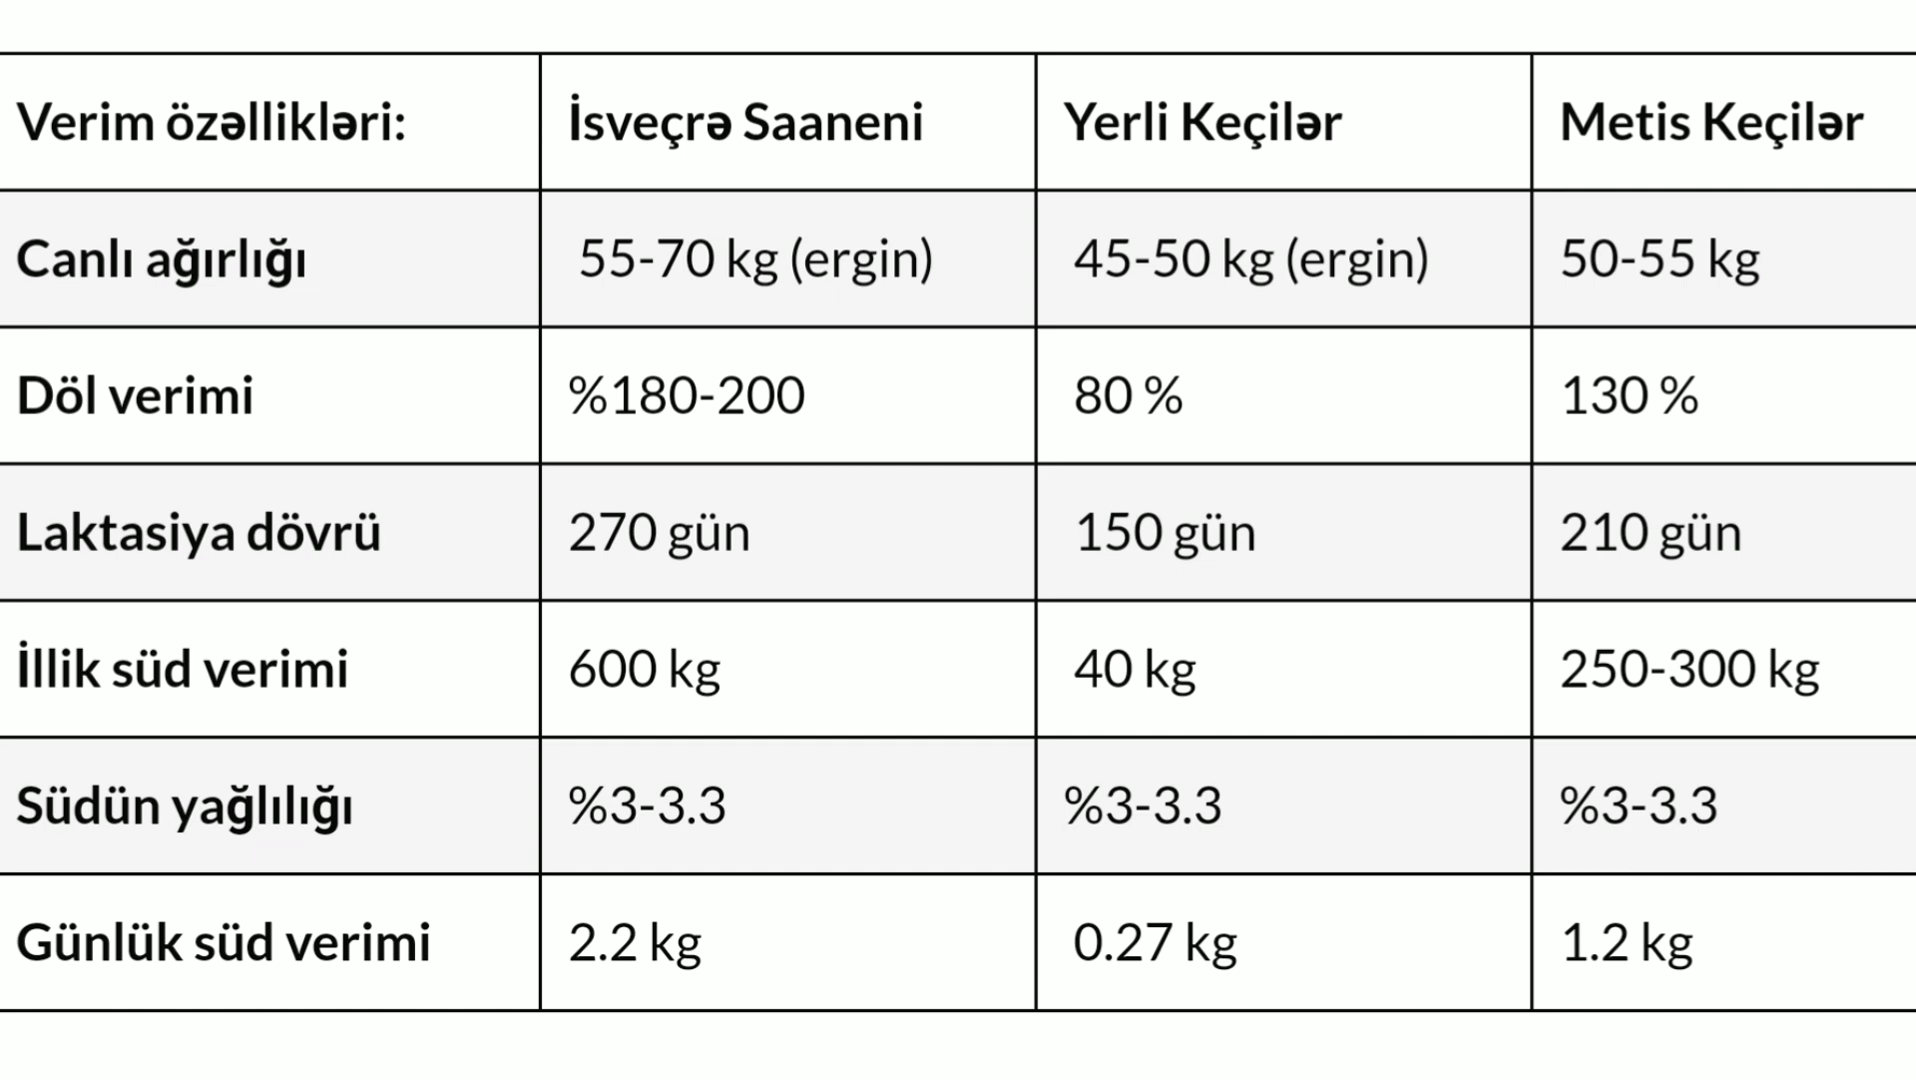 Verim özəllikləri: İsveçrə Saaneni Yerli Keçilər Metis Keçilər
Canlı ağırlığı 55-70 kg (ergin) 45-50 kg (ergin) 50-55 kg
Döl verimi %180-200 80 % 130 %
Laktasiya dövrü 270 gün 150 gün 210 gün
İllik süd verimi 600 kg 40 kg 250-300 kg
Südün yağlılığı %3-3.3 %3-3.3 %3-3.3
Günlük süd verimi 2.2 kg 0.27 kg 1.2 kg